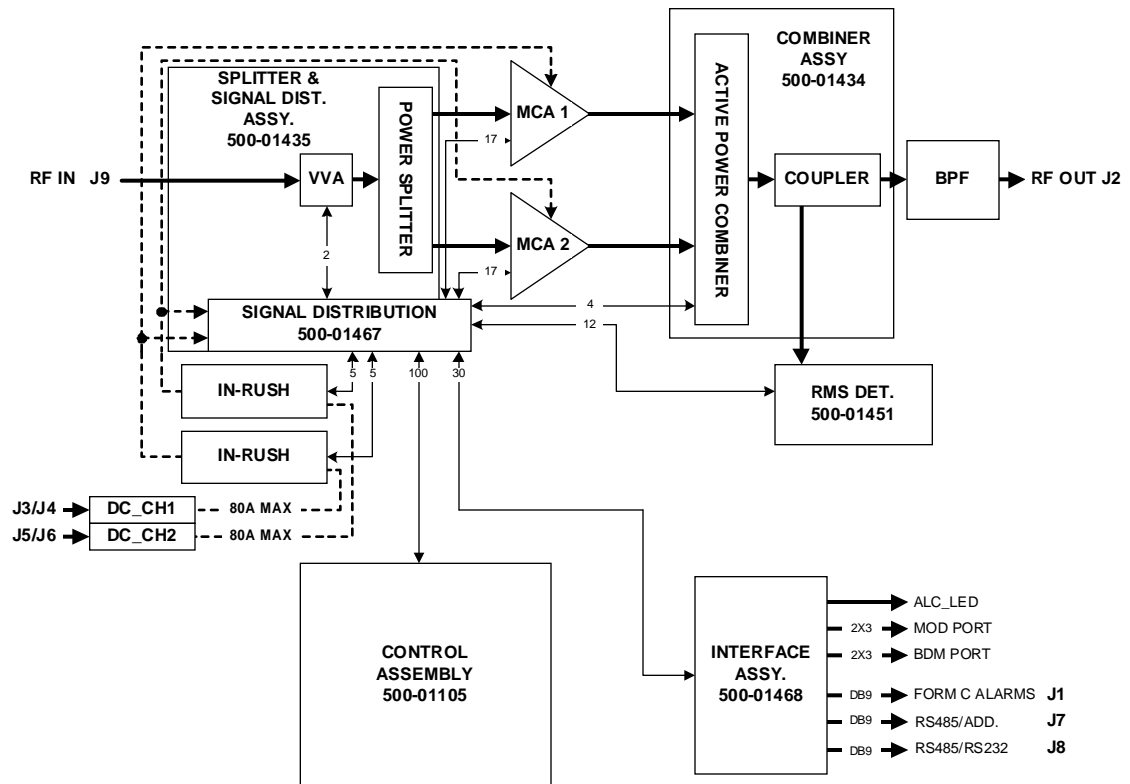 COMBINER
ASSY
500-01434
SPLITTER &
SIGNAL DIST.
ASSY.
500-01435
POWER SPLITTER
MCA 1
ACTIVE POWER COMBINER
17
RF IN J9
VVA
COUPLER
BPF
RF OUT J2
MCA 2
2
17
SIGNAL DISTRIBUTION
500-01467
4
12
5
5
100
30
IN-RUSH
RMS DET.
500-01451
IN-RUSH
J3/J4
DC_CH1
80A MAX
J5/J6
DC_CH2
80A MAX
CONTROL
ASSEMBLY
500-01105
INTERFACE
ASSY.
500-01468
ALC_LED
2X3
MOD PORT
2X3
BDM PORT
DB9
FORM C ALARMS J1
DB9
RS485/ADD. J7
DB9
RS485/RS232 J8